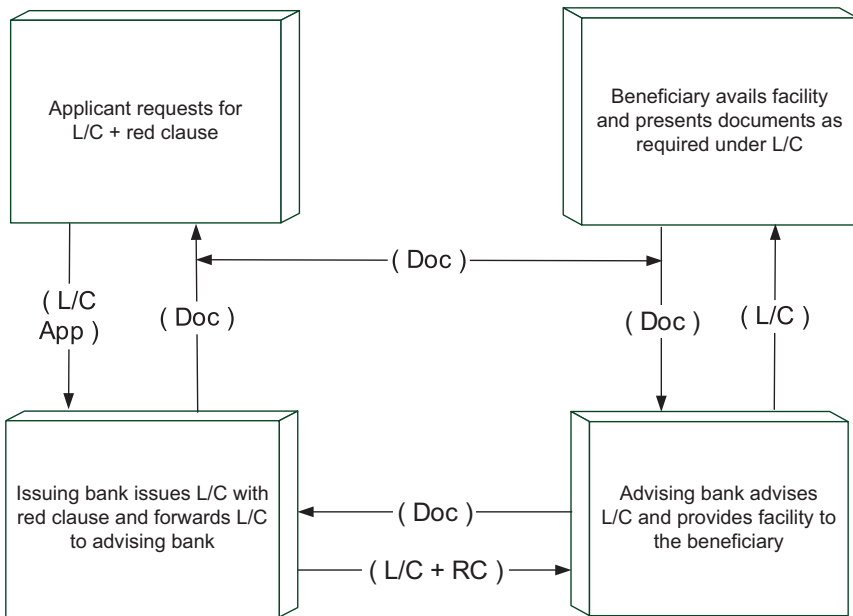 Applicant requests for
L/C + red clause
Beneficiary avails facility
and presents documents as
required under L/C
( Doc )
( L/C
App )
( Doc )
( Doc )
( L/C )
Issuing bank issues L/C with
red clause and forwards L/C
to advising bank
( Doc )
( L/C + RC )
Advising bank advises
L/C and provides facility to
the beneficiary